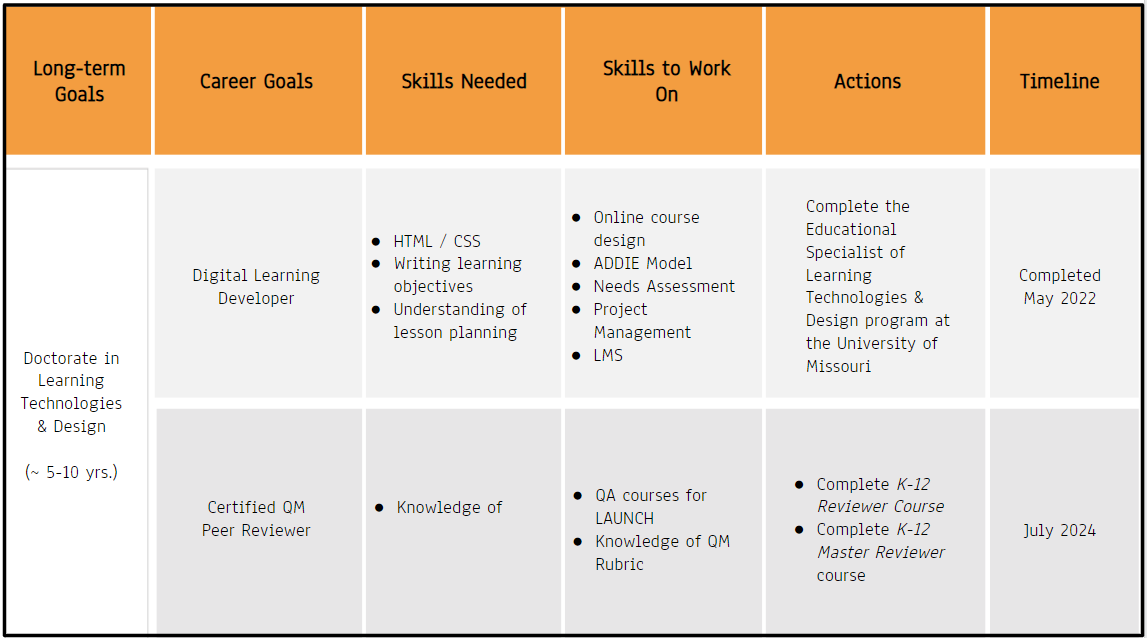 Long-term
Goals
Career Goals
Skills Needed
Skills to Work
On
Actions
Timeline
Doctorate in
Learning
Technologies
& Design
(~ 5-10 yrs.)
Digital Learning
Developer
● HTML / CSS
● Writing learning
objectives
● Understanding of
lesson planning
● Online course
design
● ADDIE Model
● Needs Assessment
● Project
Management
● LMS
Complete the
Educational
Specialist of
Learning
Technologies &
Design program at
the University of
Missouri
Completed
May 2022
Certified QM
Peer Reviewer
● Knowledge of
● QA courses for
LAUNCH
● Knowledge of QM
Rubric
● Complete K-12
Reviewer Course
● Complete K-12
Master Reviewer
course
July 2024